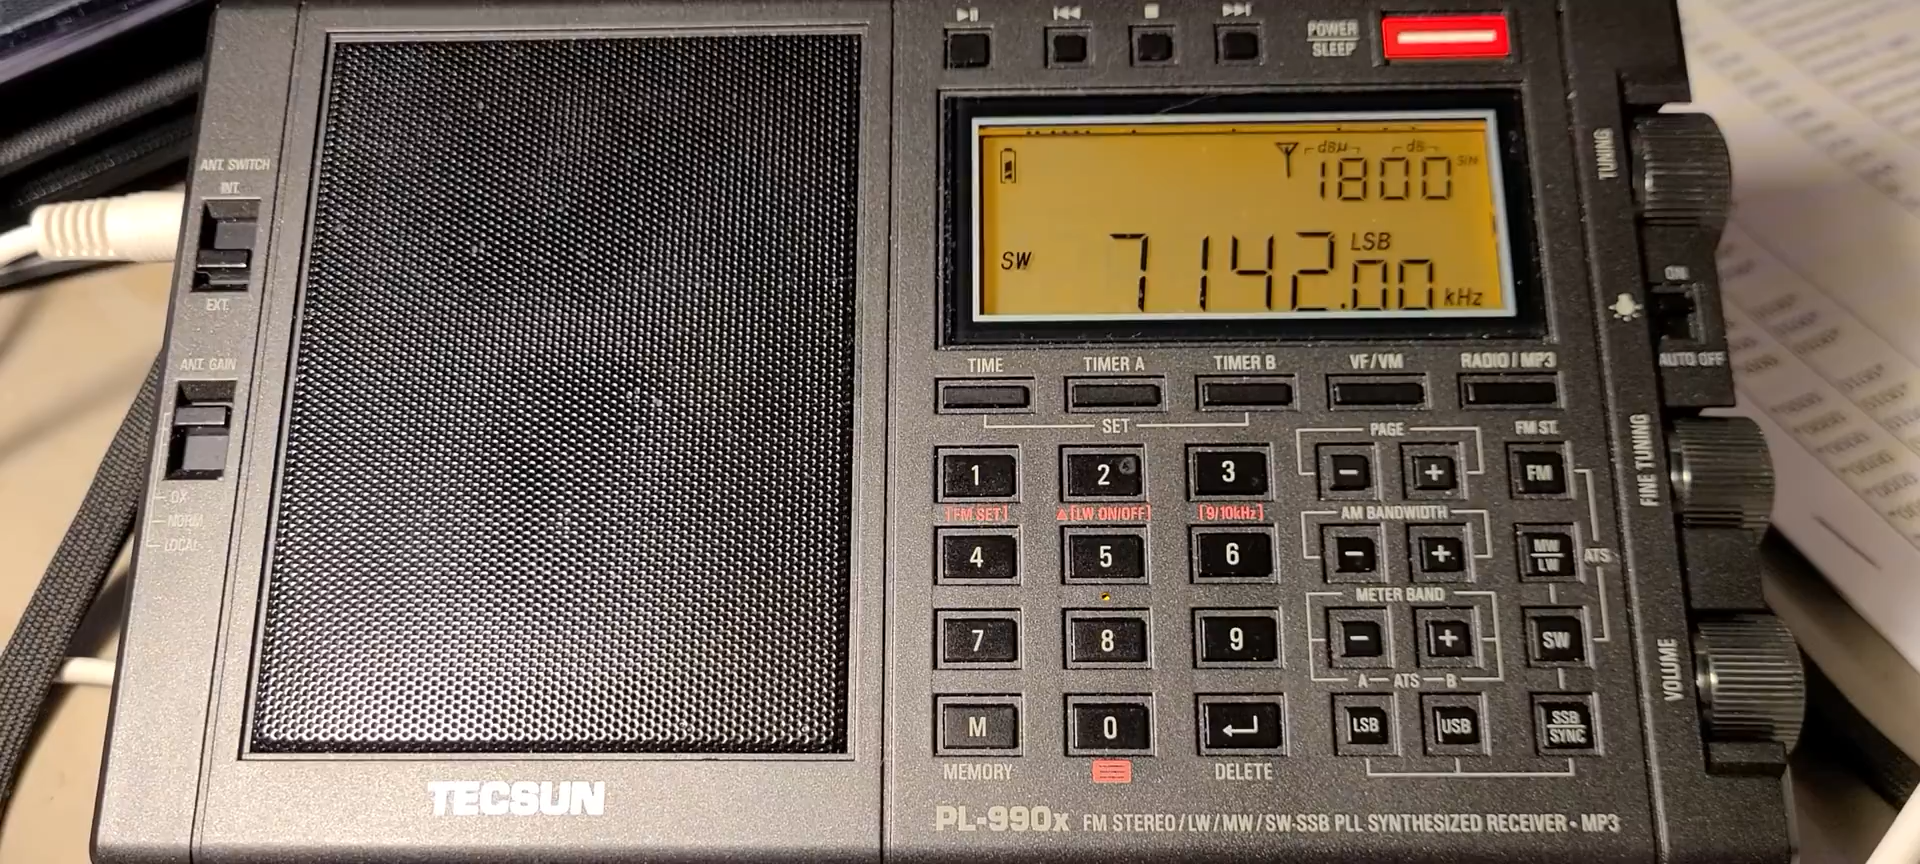 POWER
SLEEP
TUNING
ANT. SWITCH
INT.
EXT.
dBμ dB
1800 S/N
SW 7142.00 LSB kHz
ON
AUTO OFF
ANT. GAIN
DX
NORM
LOCAL
TIME TIMER A TIMER B VF/VM RADIO / MP3
SET
PAGE
FM ST.
1 2 3 - + FM
[FM SET] [LW ON/OFF] [9/10kHz]
AM BANDWIDTH
FINE TUNING
4 5 6 - + MW
LW
ATS
METER BAND
7 8 9 - + SW
A ATS B
VOLUME
M 0 LSB USB SSB
SYNC
MEMORY DELETE
TECSUN
PL-990x FM STEREO/LW/MW/SW-SSB PLL SYNTHESIZED RECEIVER • MP3